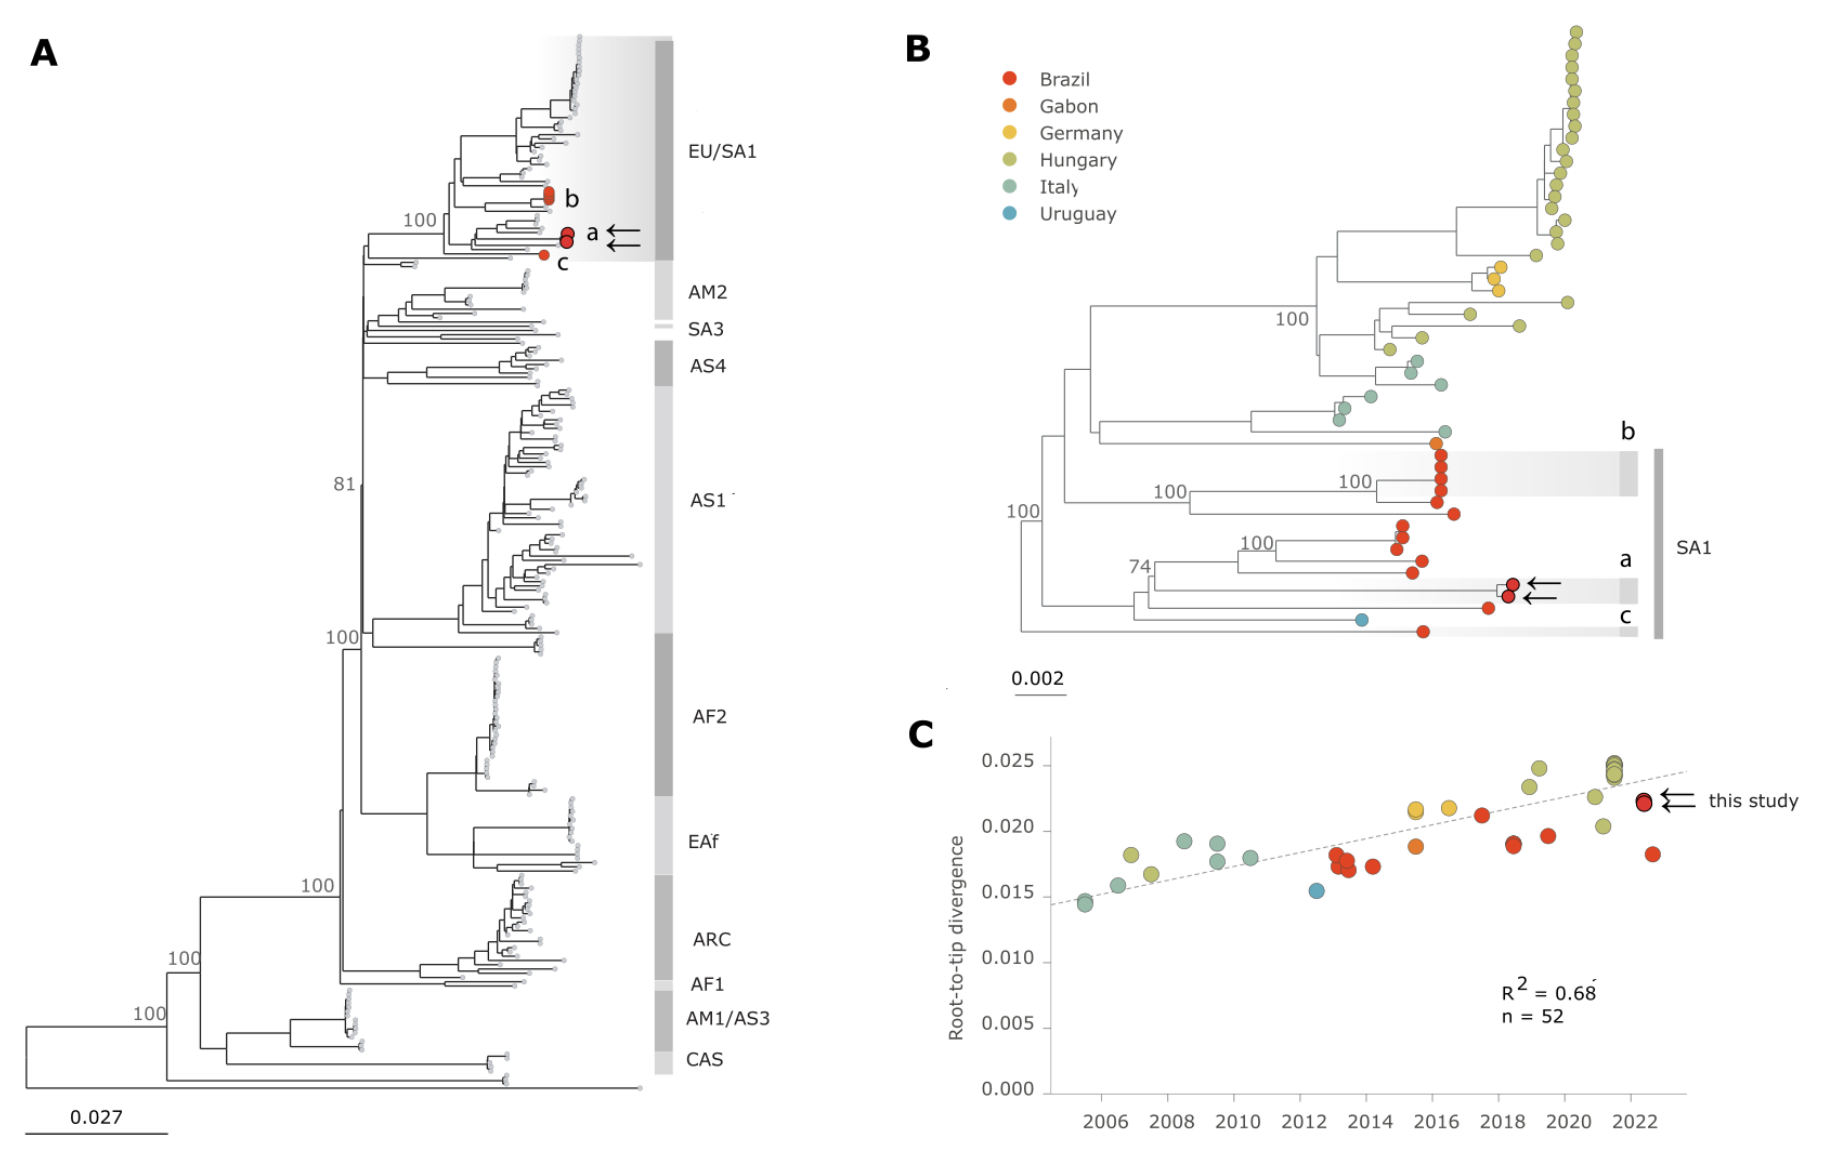 A
EU/SA1
b
100
a
c
AM2
SA3
AS4
81
AS1
100
AF2
EAf
100
ARC
100
AF1
100
AM1/AS3
CAS
0.027
B
Brazil
Gabon
Germany
Hungary
Italy
Uruguay
100
b
100
100
100
SA1
100
a
74
c
0.002
C
Root-to-tip divergence
0.025
0.020
0.015
0.010
0.005
0.000
this study
R2 = 0.68
n = 52
2006 2008 2010 2012 2014 2016 2018 2020 2022